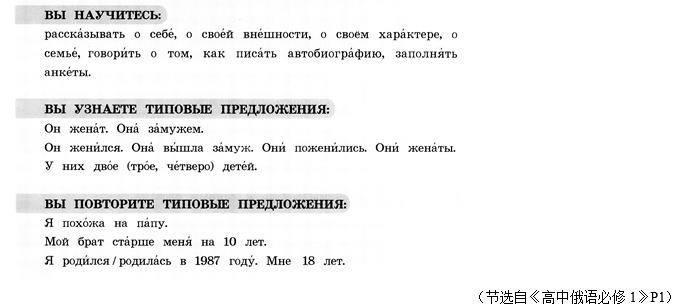 ВЫ НАУЧИТЕСЬ:
расска́зывать о себе́, о свое́й вне́шности, о своём хара́ктере, о
семье́, говори́ть о том, как писа́ть автобиогра́фию, заполня́ть
анке́ты.
ВЫ УЗНАЕТЕ ТИПОВЫЕ ПРЕДЛОЖЕНИЯ:
Он жена́т. Она́ за́мужем.
Он жени́лся. Она́ вы́шла за́муж. Они́ пожени́лись. Они́ жена́ты.
У них дво́е (тро́е, че́тверо) дете́й.
ВЫ ПОВТОРИТЕ ТИПОВЫЕ ПРЕДЛОЖЕНИЯ:
Я похо́жа на па́пу.
Мой брат ста́рше меня́ на 10 лет.
Я роди́лся/родила́сь в 1987 году́. Мне 18 лет.
（节选自《高中俄语必修 1》P1）